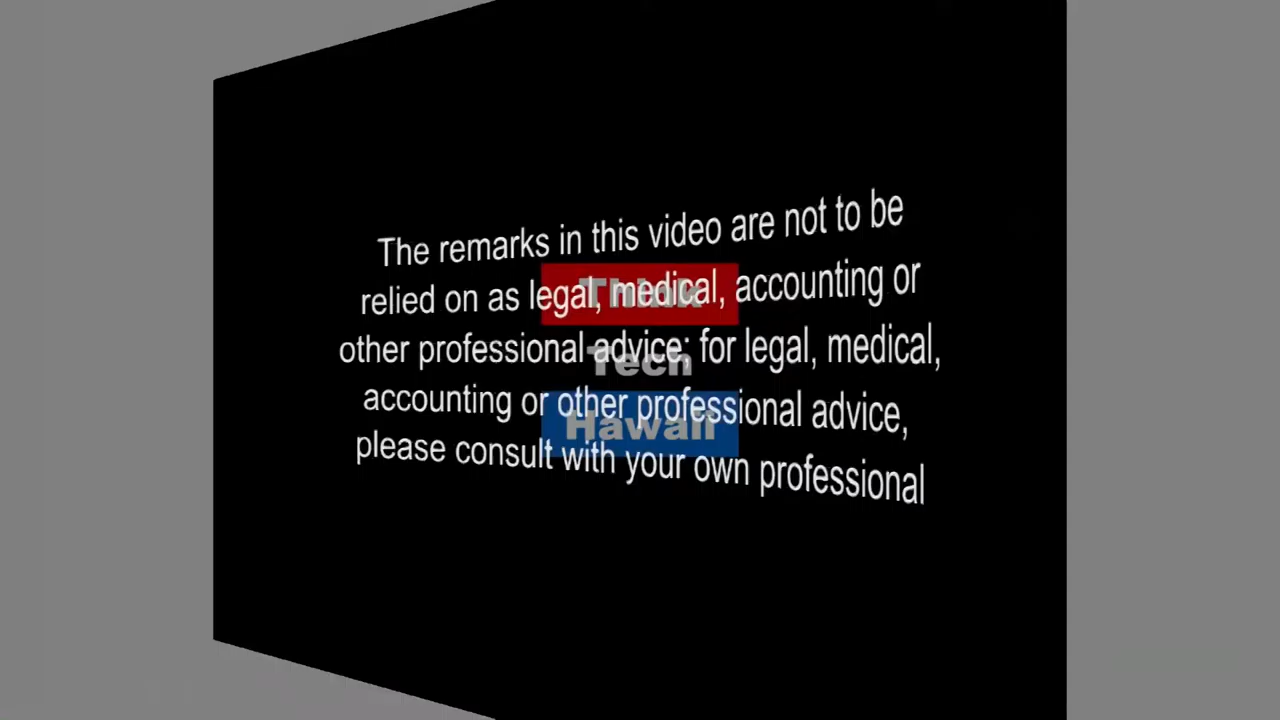 The remarks in this video are not to be
relied on as legal, medical, accounting or
other professional advice; for legal, medical,
accounting or other professional advice,
please consult with your own professional
Think
Tech
Hawaii